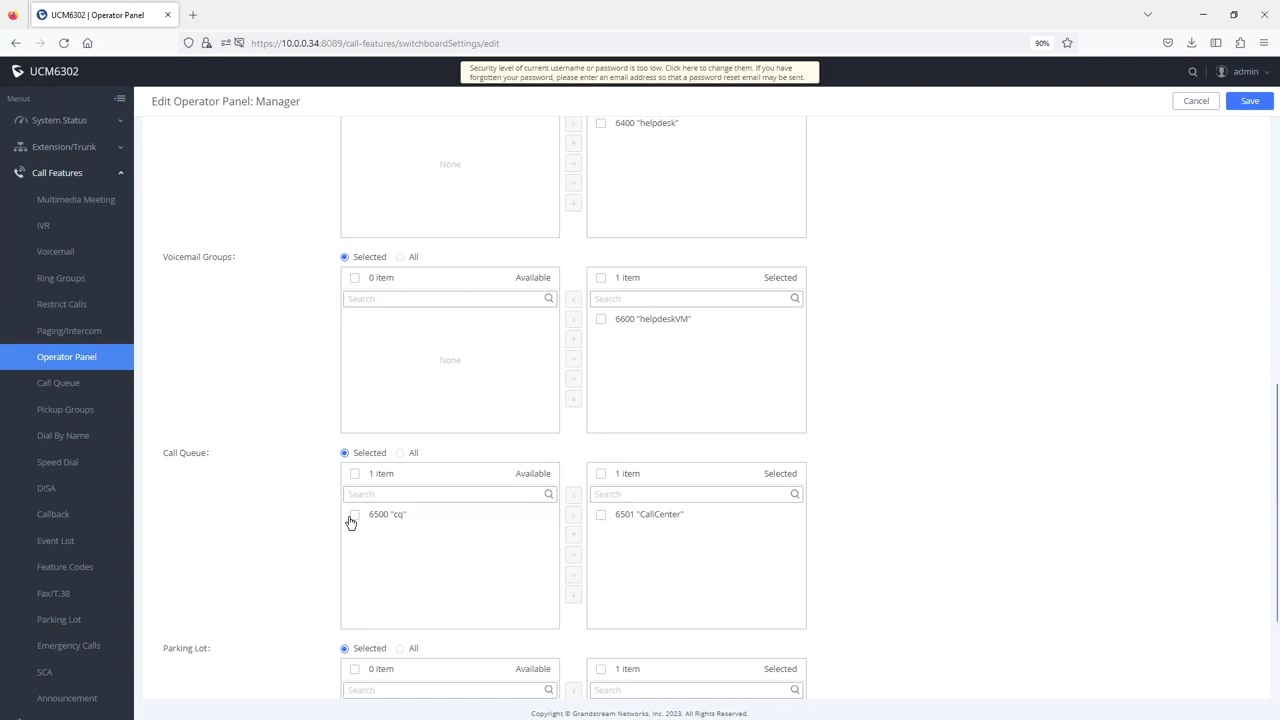 UCM6302 | Operator Panel
https://10.0.0.34:8089/call-features/switchboardSettings/edit
90%
UCM6302
Security level of current username or password is too low. Click here to change them. If you have
forgotten your password, please enter an email address so that a password reset email may be sent.
admin
Menus
Edit Operator Panel: Manager
Cancel
Save
System Status
Extension/Trunk
Call Features
Multimedia Meeting
IVR
Voicemail
Ring Groups
Restrict Calls
Paging/Intercom
Operator Panel
Call Queue
Pickup Groups
Dial By Name
Speed Dial
DISA
Callback
Event List
Feature Codes
Fax/T.38
Parking Lot
Emergency Calls
SCA
Announcement
None
6400 "helpdesk"
Voicemail Groups:
Selected
All
0 item
Available
1 item
Selected
Search
Search
None
6600 "helpdeskVM"
Call Queue:
Selected
All
1 item
Available
1 item
Selected
Search
Search
6500 "cq"
6501 "CallCenter"
Parking Lot:
Selected
All
0 item
Available
1 item
Selected
Search
Search
Copyright © Grandstream Networks, Inc. 2023. All Rights Reserved.